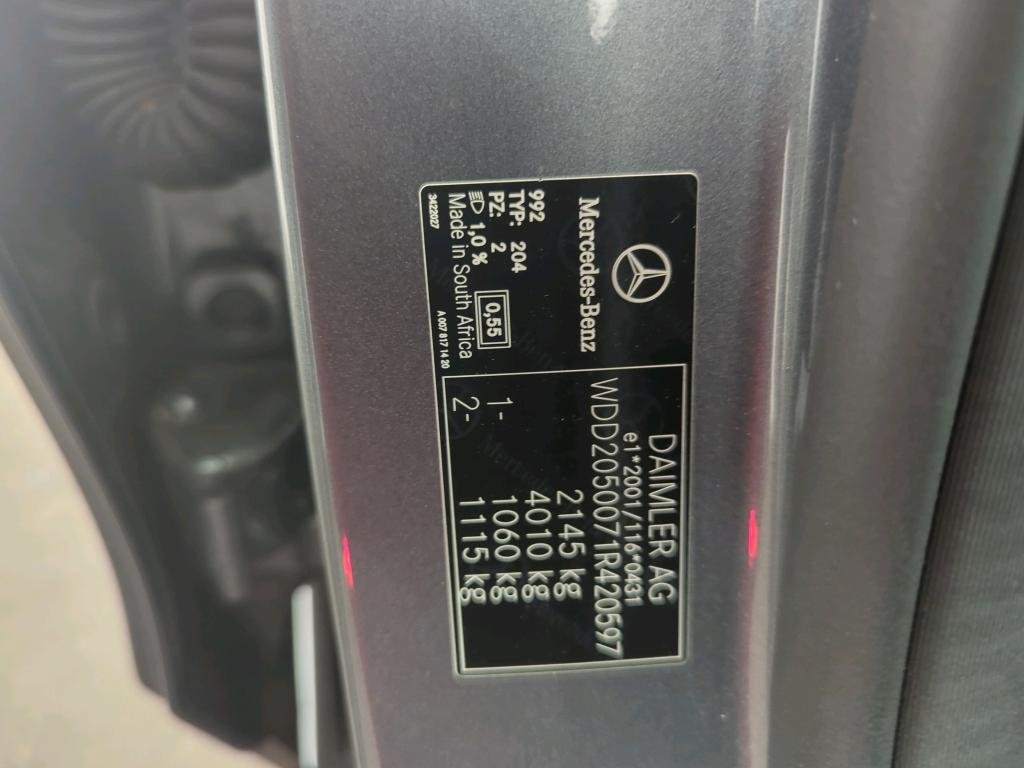 Mercedes-Benz
992
TYP: 204
PZ: 2
1,0 %
0,55
Made in South Africa
3422027
A 007 817 14 20
DAIMLER AG
e1*2001/116*0431
WDD2050071R420597
2145 kg
4010 kg
1- 1060 kg
2- 1115 kg